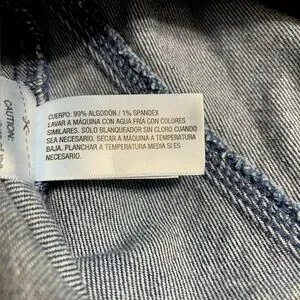 CUERPO: 99% ALGODÓN / 1% SPANDEX
LAVAR A MÁQUINA CON AGUA FRÍA CON COLORES
SIMILARES. SÓLO BLANQUEADOR SIN CLORO CUANDO
SEA NECESARIO. SECAR A MÁQUINA A TEMPERATURA
BAJA. PLANCHAR A TEMPERATURA MEDIA SI ES
NECESARIO.
CAUTION: